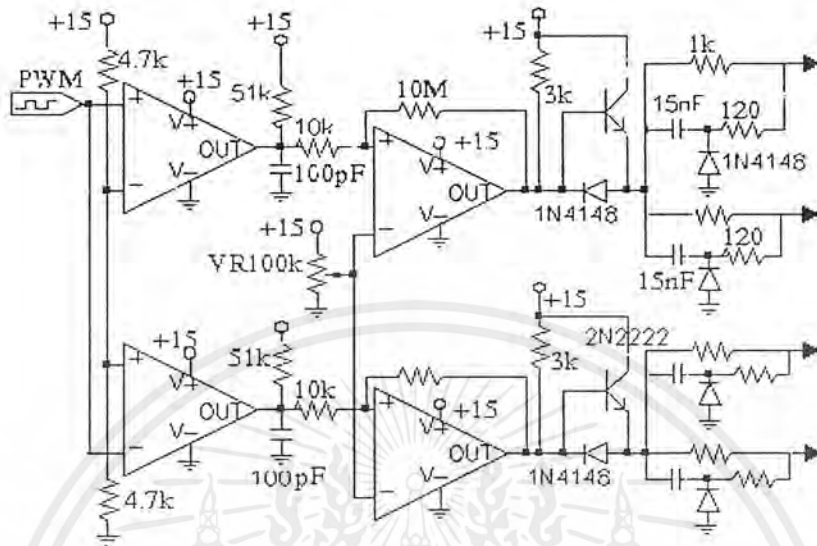 +15
+15
+15
4.7k
1k
PWM
+15
51k
10M
3k
15nF
120
+
V+
10k
+
+15
1N4148
OUT
V+
V-
100pF
OUT
-
+15
V-
1N4148
-
120
VR100k
15nF
+15
+15
2N2222
51k
3k
+
+15
10k
V+
OUT
+
+15
V-
V+
-
100pF
OUT
V-
1N4148
4.7k
-